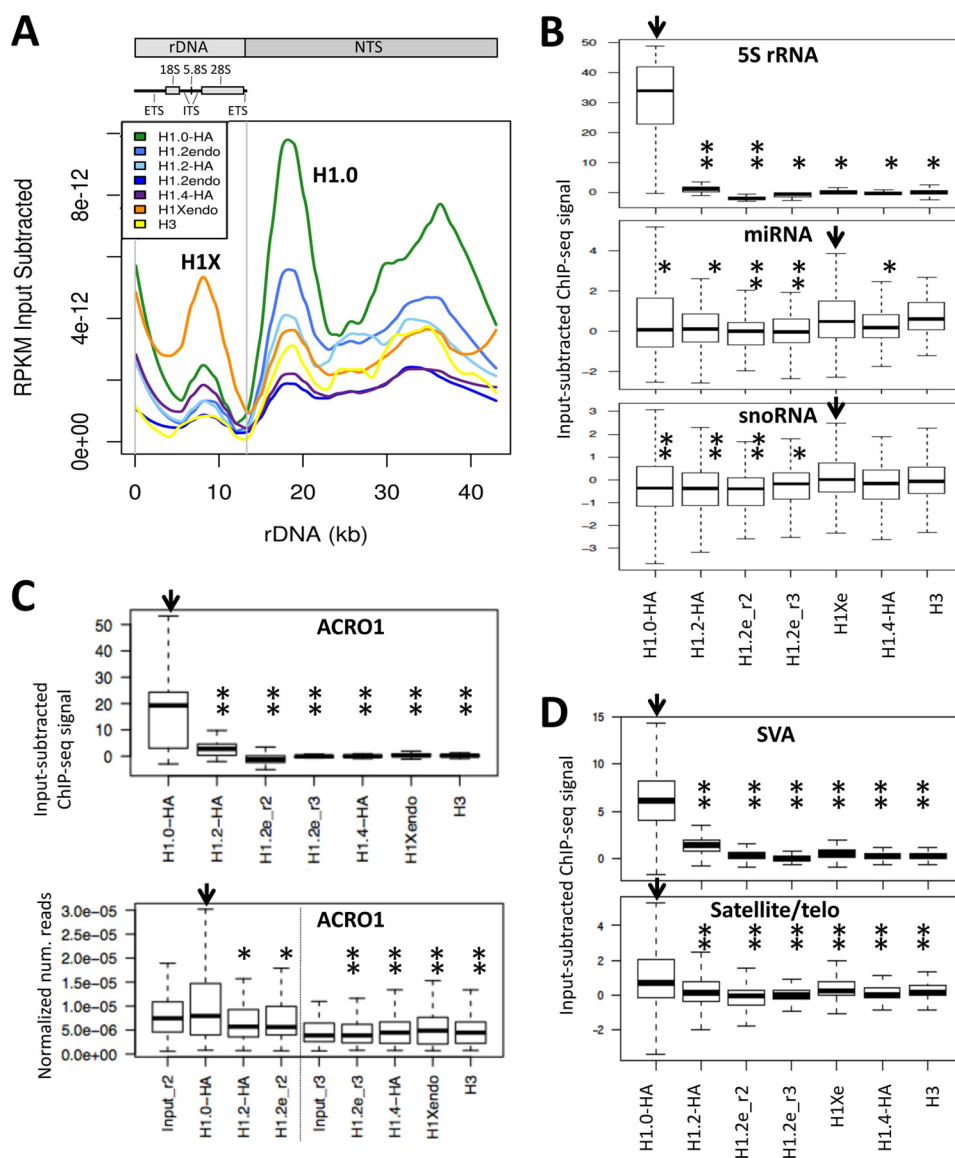 A
rDNA NTS
18S 5.8S 28S
ETS ITS ETS
H1.0-HA
H1.2endo
H1.2-HA
H1.2endo
H1.4-HA
H1Xendo
H3
H1.0
H1X
RPKM Input Subtracted
0e+00 4e-12 8e-12
0 10 20 30 40
rDNA (kb)
B
5S rRNA
50
40
30
20
10
0
** ** * * * *
miRNA
4
2
0
-2
* * ** ** *
snoRNA
3
2
1
0
-1
-2
-3
** ** ** *
Input-subtracted ChIP-seq signal
H1.0-HA H1.2-HA H1.2e_r2 H1.2e_r3 H1Xe H1.4-HA H3
C
ACRO1
50
40
30
20
10
0
** ** ** ** ** **
Input-subtracted
ChIP-seq signal
H1.0-HA H1.2-HA H1.2e_r2 H1.2e_r3 H1.4-HA H1Xendo H3
ACRO1
3.0e-05
2.5e-05
2.0e-05
1.5e-05
1.0e-05
5.0e-06
0.0e+00
* * ** ** ** **
Normalized num. reads
Input_r2 H1.0-HA H1.2-HA H1.2e_r2 Input_r3 H1.2e_r3 H1.4-HA H1Xendo H3
D
SVA
15
10
5
0
** ** ** ** ** **
Satellite/telo
4
2
0
-2
** ** ** ** ** **
Input-subtracted ChIP-seq signal
H1.0-HA H1.2-HA H1.2e_r2 H1.2e_r3 H1Xe H1.4-HA H3